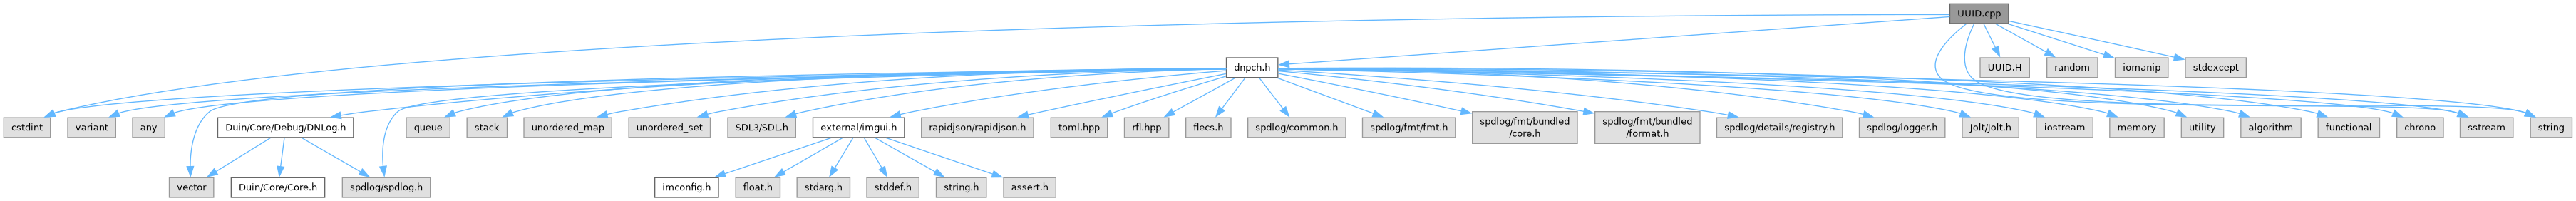 UUID.cpp
dnpch.h
UUID.H
random
iomanip
stdexcept
cstdint
variant
any
Duin/Core/Debug/DNLog.h
queue
stack
unordered_map
unordered_set
SDL3/SDL.h
external/imgui.h
rapidjson/rapidjson.h
toml.hpp
rfl.hpp
flecs.h
spdlog/common.h
spdlog/fmt/fmt.h
spdlog/fmt/bundled
/core.h
spdlog/fmt/bundled
/format.h
spdlog/details/registry.h
spdlog/logger.h
Jolt/Jolt.h
iostream
memory
utility
algorithm
functional
chrono
sstream
string
vector
Duin/Core/Core.h
spdlog/spdlog.h
imconfig.h
float.h
stdarg.h
stddef.h
string.h
assert.h